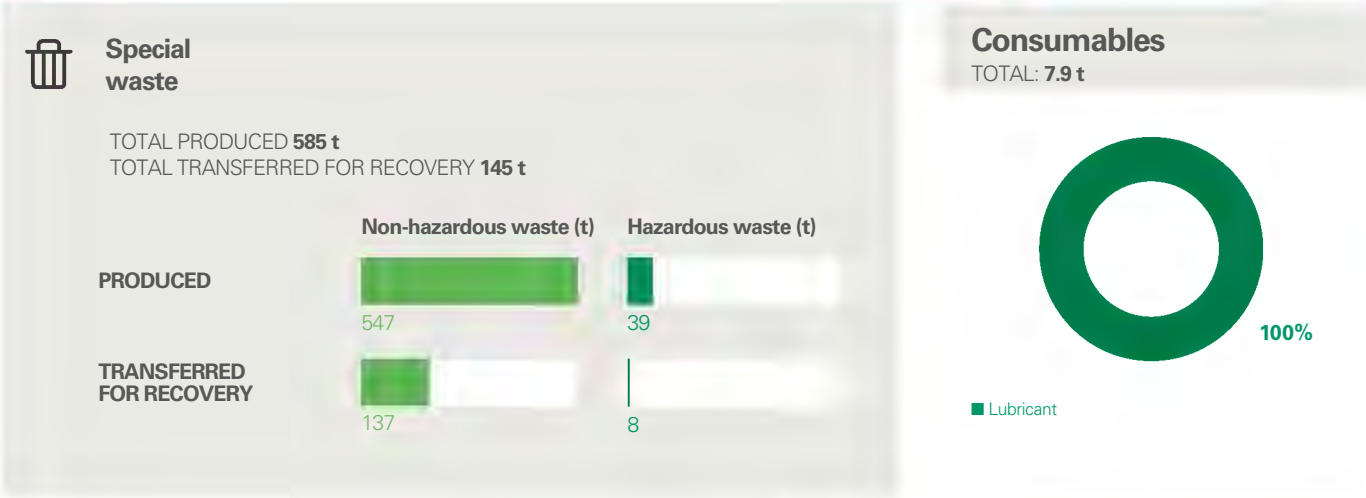 Special
waste
TOTAL PRODUCED 585 t
TOTAL TRANSFERRED FOR RECOVERY 145 t
Non-hazardous waste (t)
Hazardous waste (t)
PRODUCED
547
39
TRANSFERRED
FOR RECOVERY
137
8
Consumables
TOTAL: 7.9 t
100%
Lubricant